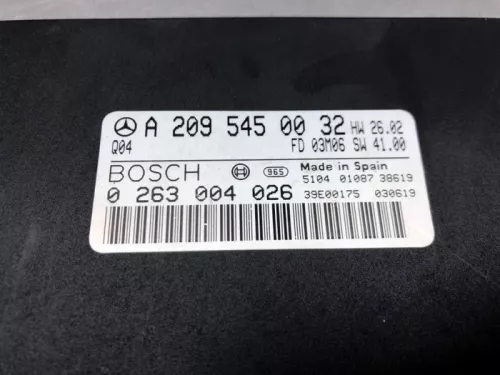 A 209 545 00 32 HW 26.02
Q04 FD 03M06 SW 41.00
BOSCH 965 Made in Spain
5104 01087 38619
0 263 004 026 39E00175 030619